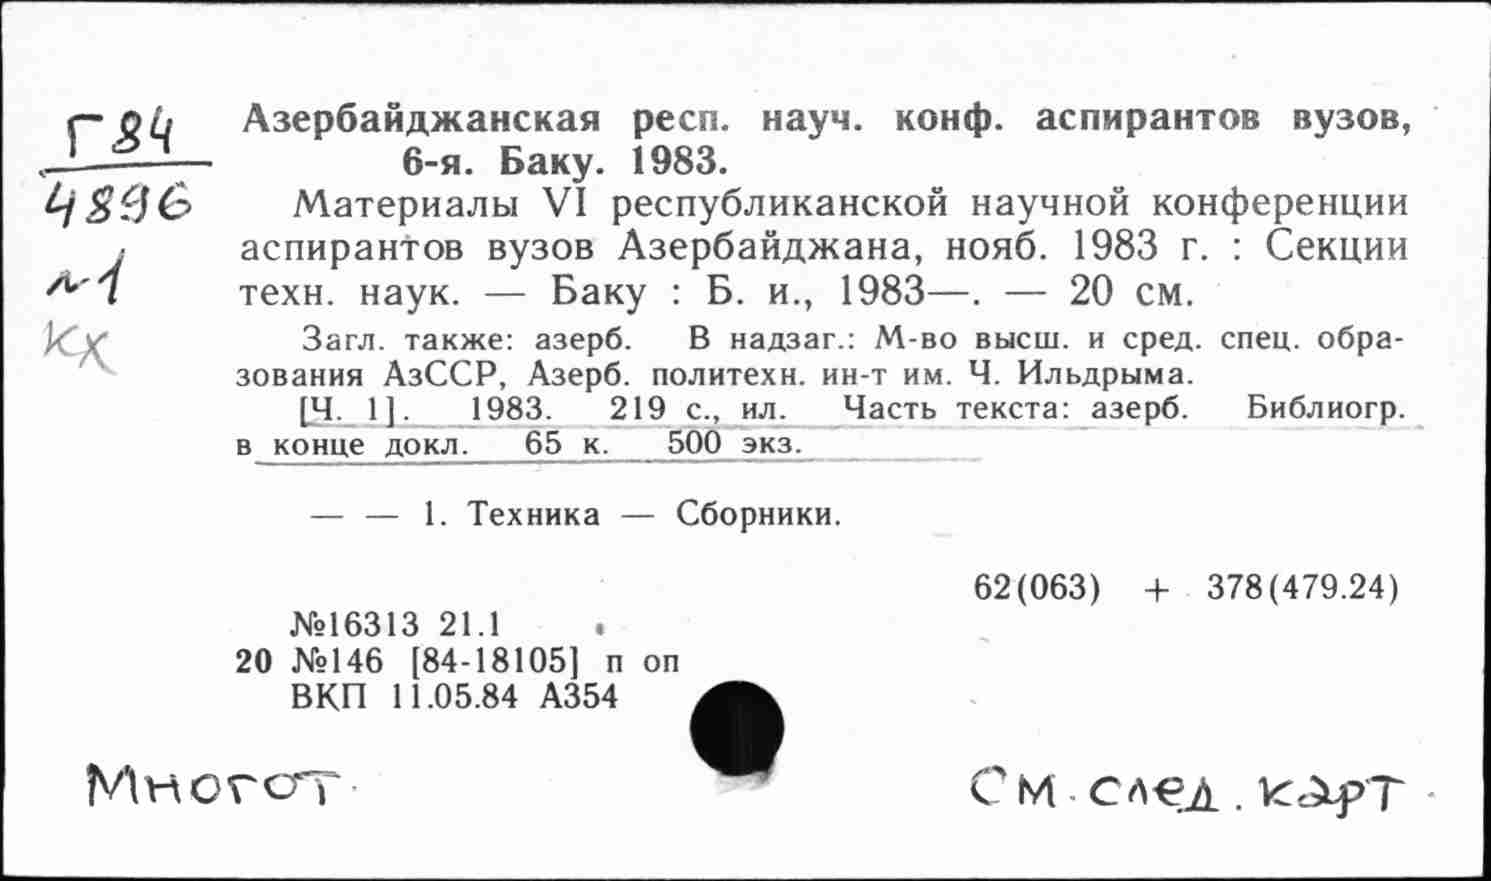 Г84
4896
л1
кх
Азербайджанская респ. науч. конф. аспирантов вузов,
6-я. Баку. 1983.
Материалы VI республиканской научной конференции
аспирантов вузов Азербайджана, нояб. 1983 г. : Секции
техн. наук. — Баку : Б. и., 1983—. — 20 см.
Загл. также: азерб. В надзаг.: М-во высш. и сред. спец. обра-
зования АзССР, Азерб. политехн. ин-т им. Ч. Ильдрыма.
[Ч. 1]. 1983. 219 с., ил. Часть текста: азерб. Библиогр.
в конце докл. 65 к. 500 экз.
— — 1. Техника — Сборники.
62(063) + 378(479.24)
№16313 21.1
20 №146 [84-18105] п оп
ВКП 11.05.84 А354
Многот.
См. след. карт.